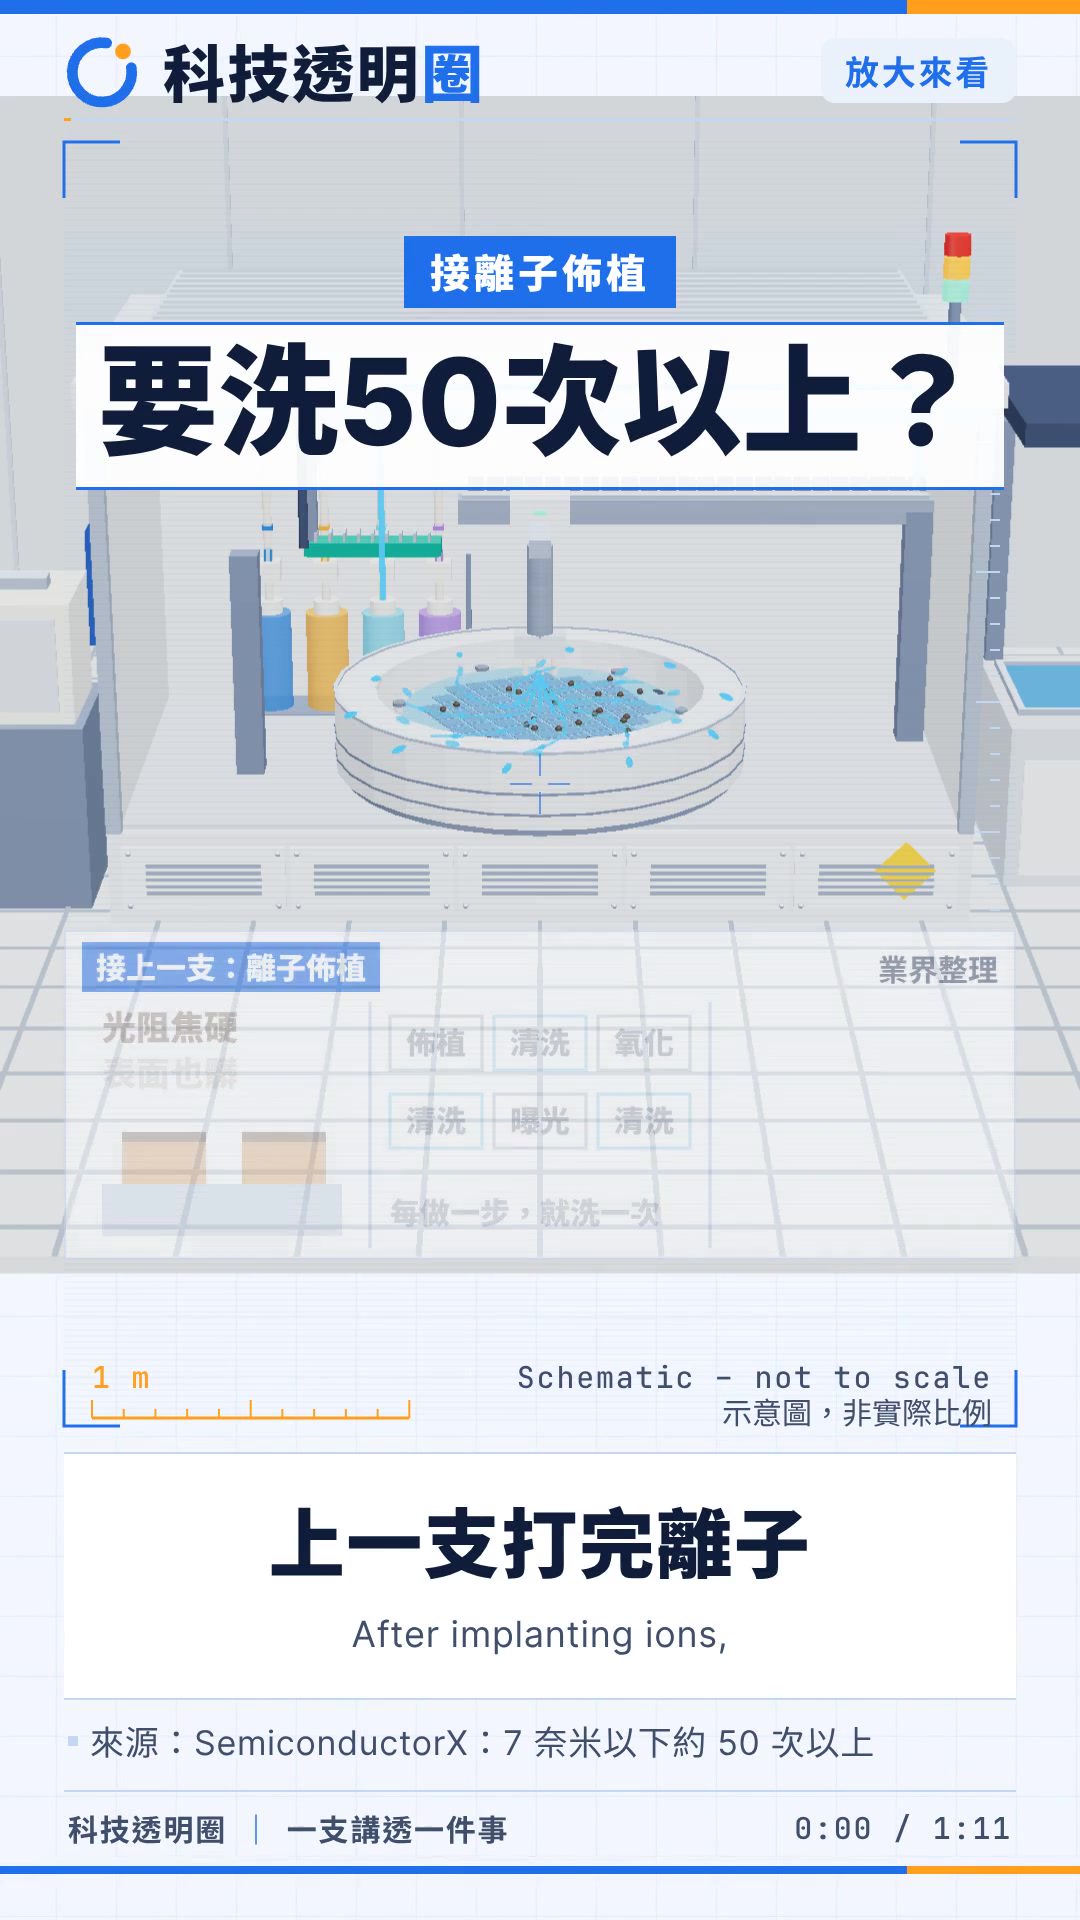 科技透明圈
放大來看
接離子佈植
要洗50次以上？
接上一支：離子佈植
業界整理
光阻焦硬
表面也髒
佈植 清洗 氧化
清洗 曝光 清洗
每做一步，就洗一次
1 m
Schematic – not to scale
示意圖，非實際比例
上一支打完離子
After implanting ions,
來源：SemiconductorX：7 奈米以下約 50 次以上
科技透明圈 │ 一支講透一件事
0:00 / 1:11